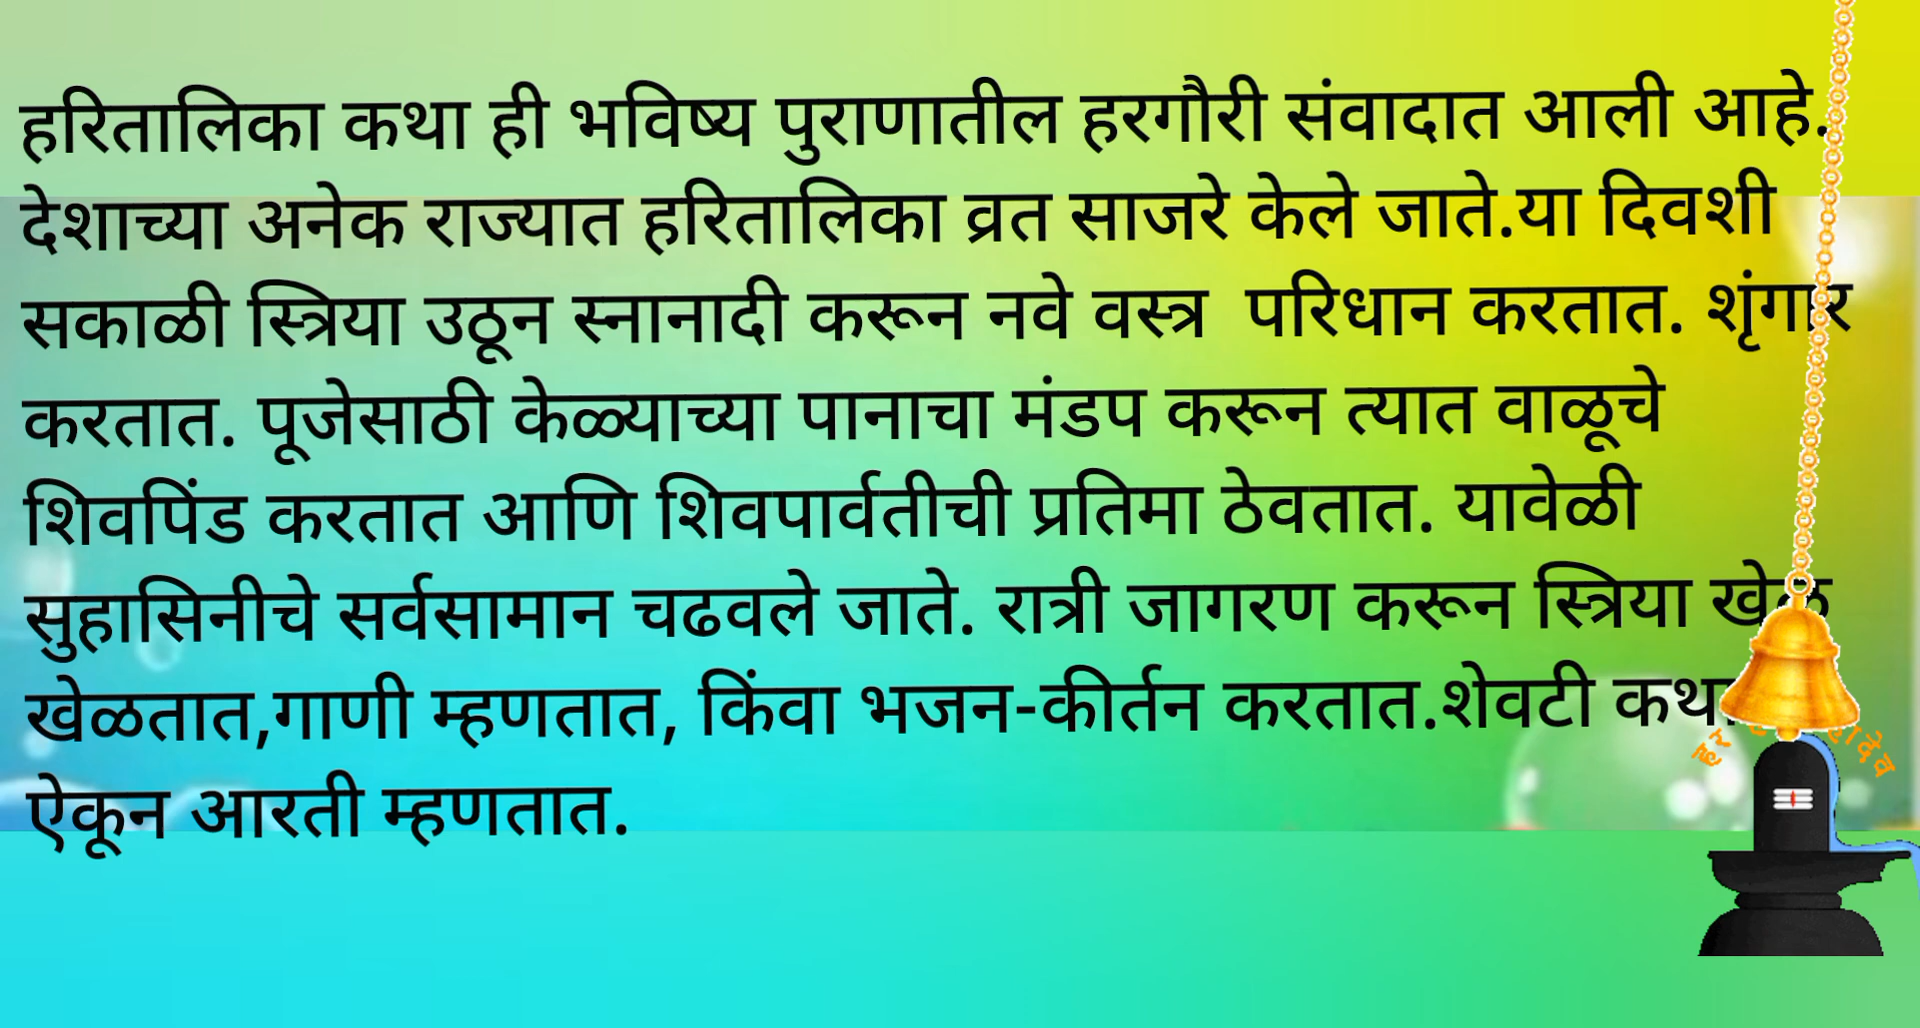 हरितालिका कथा ही भविष्य पुराणातील हरगौरी संवादात आली आहे.
देशाच्या अनेक राज्यात हरितालिका व्रत साजरे केले जाते.या दिवशी
सकाळी स्त्रिया उठून स्नानादी करून नवे वस्त्र  परिधान करतात. शृंगार
करतात. पूजेसाठी केळ्याच्या पानाचा मंडप करून त्यात वाळूचे
शिवपिंड करतात आणि शिवपार्वतीची प्रतिमा ठेवतात. यावेळी
सुहासिनीचे सर्वसामान चढवले जाते. रात्री जागरण करून स्त्रिया खेळ
खेळतात,गाणी म्हणतात, किंवा भजन-कीर्तन करतात.शेवटी कथा
ऐकून आरती म्हणतात.
हर